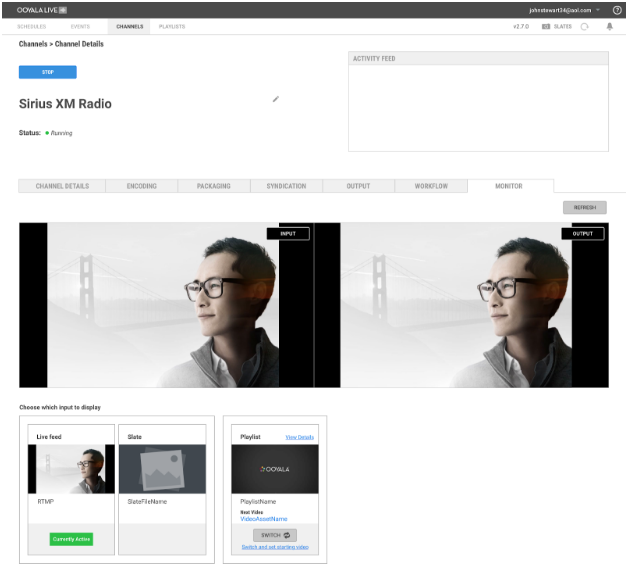 OOYALA LIVE
johnstewart34@aol.com
SCHEDULES EVENTS CHANNELS PLAYLISTS v2.7.0 SLATES
Channels > Channel Details
STOP
ACTIVITY FEED
Sirius XM Radio
Status: Running
CHANNEL DETAILS ENCODING PACKAGING SYNDICATION OUTPUT WORKFLOW MONITOR
REFRESH
INPUT OUTPUT
Choose which input to display
Live feed Slate
RTMP SlateFileName
Currently Active
Playlist View Details
OOYALA
PlaylistName
Next Video
VideoAssetName
SWITCH
Switch and set starting video